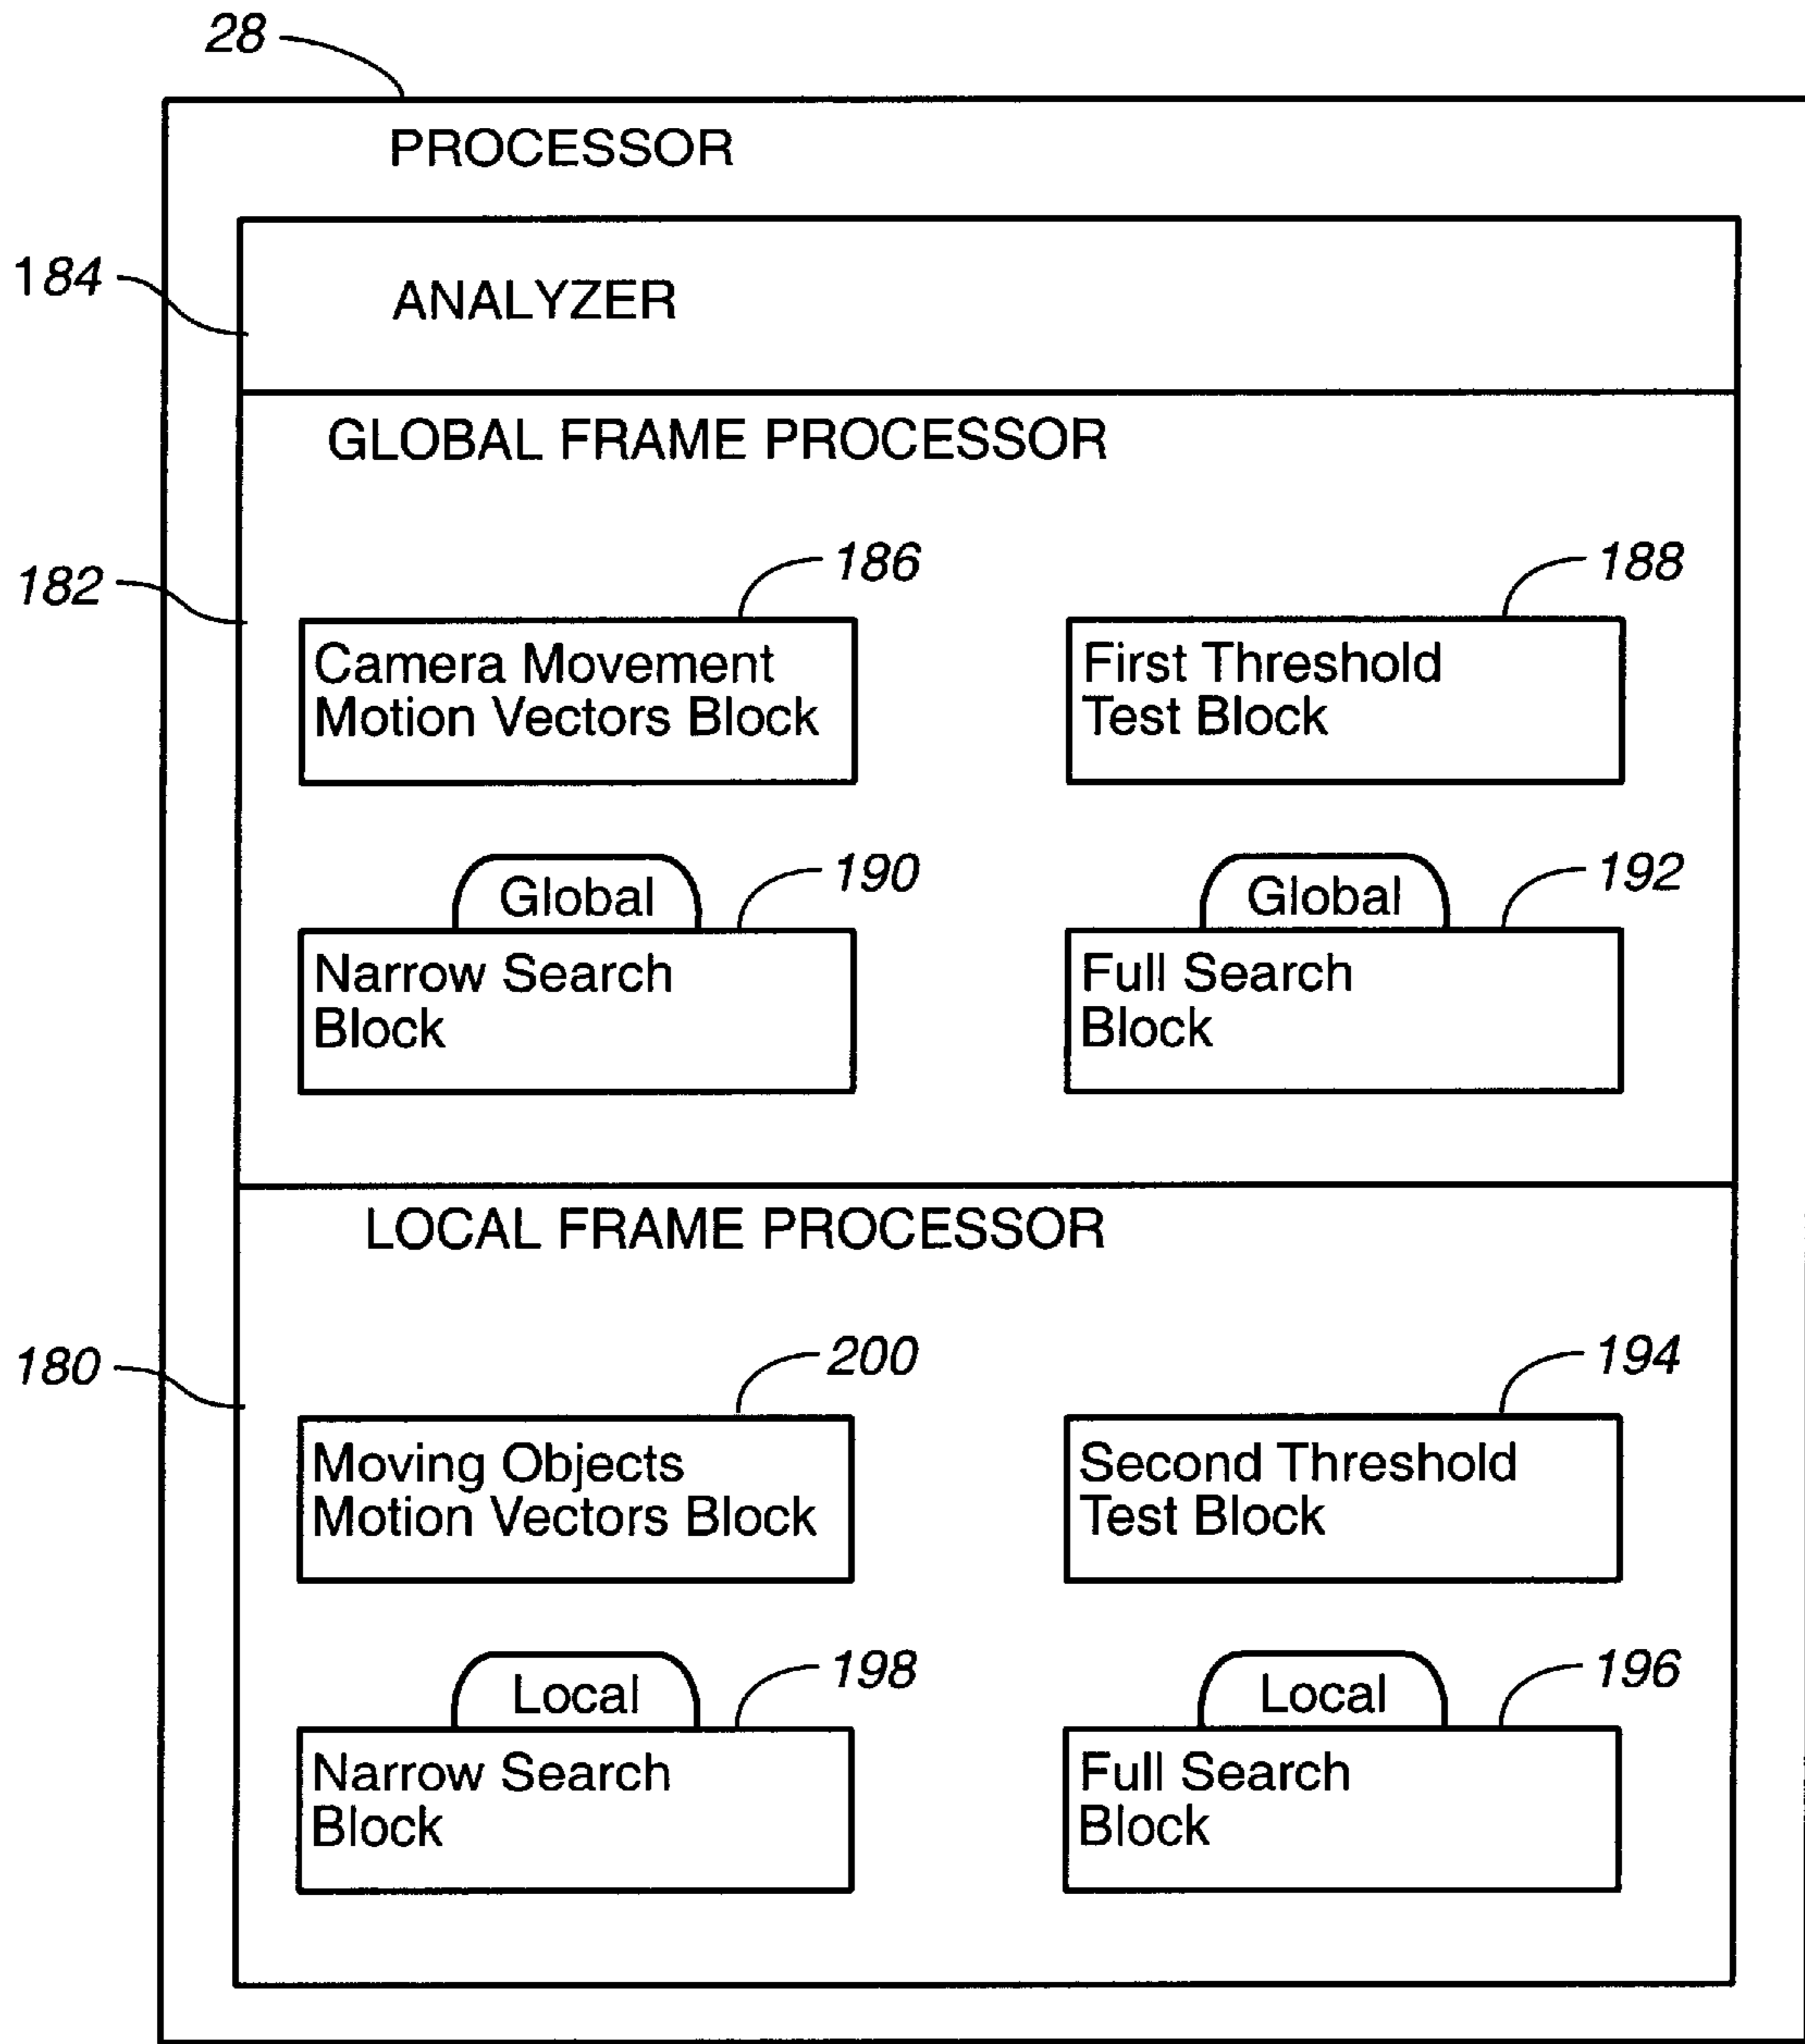 28
PROCESSOR
184
ANALYZER
GLOBAL FRAME PROCESSOR
182
186
188
Camera Movement
Motion Vectors Block
First Threshold
Test Block
Global
190
Global
192
Narrow Search
Block
Full Search
Block
LOCAL FRAME PROCESSOR
180
200
194
Moving Objects
Motion Vectors Block
Second Threshold
Test Block
Local
198
Local
196
Narrow Search
Block
Full Search
Block